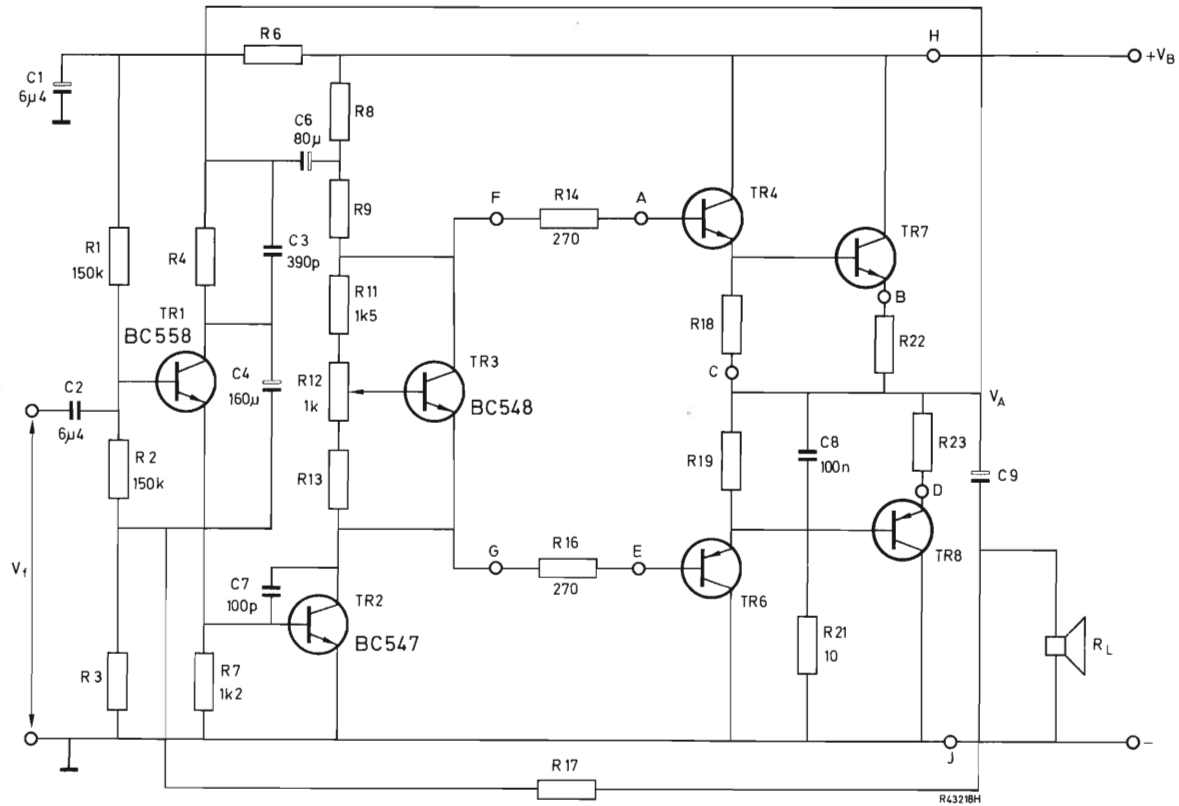 R6
H
+VB
C1
6µ4
C6
80µ
R8
R9
F
R14
270
A
TR4
TR7
R1
150k
R4
C3
390p
R11
1k5
B
R22
R18
TR1
BC558
C
C4
160µ
R12
1k
TR3
BC548
VA
C2
6µ4
R2
150k
R13
R19
C8
100n
R23
D
C9
Vf
G
R16
270
E
TR6
TR8
C7
100p
TR2
BC547
R21
10
RL
R3
R7
1k2
J
-
R17
R43218H